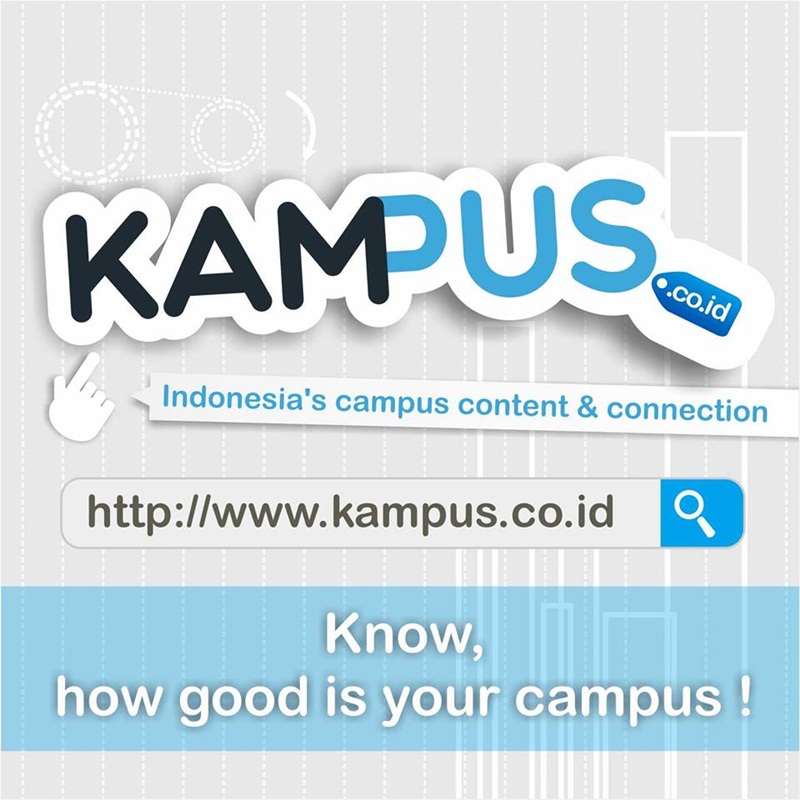 KAMPUS
.co.id
Indonesia's campus content & connection
http://www.kampus.co.id
Know,
how good is your campus !